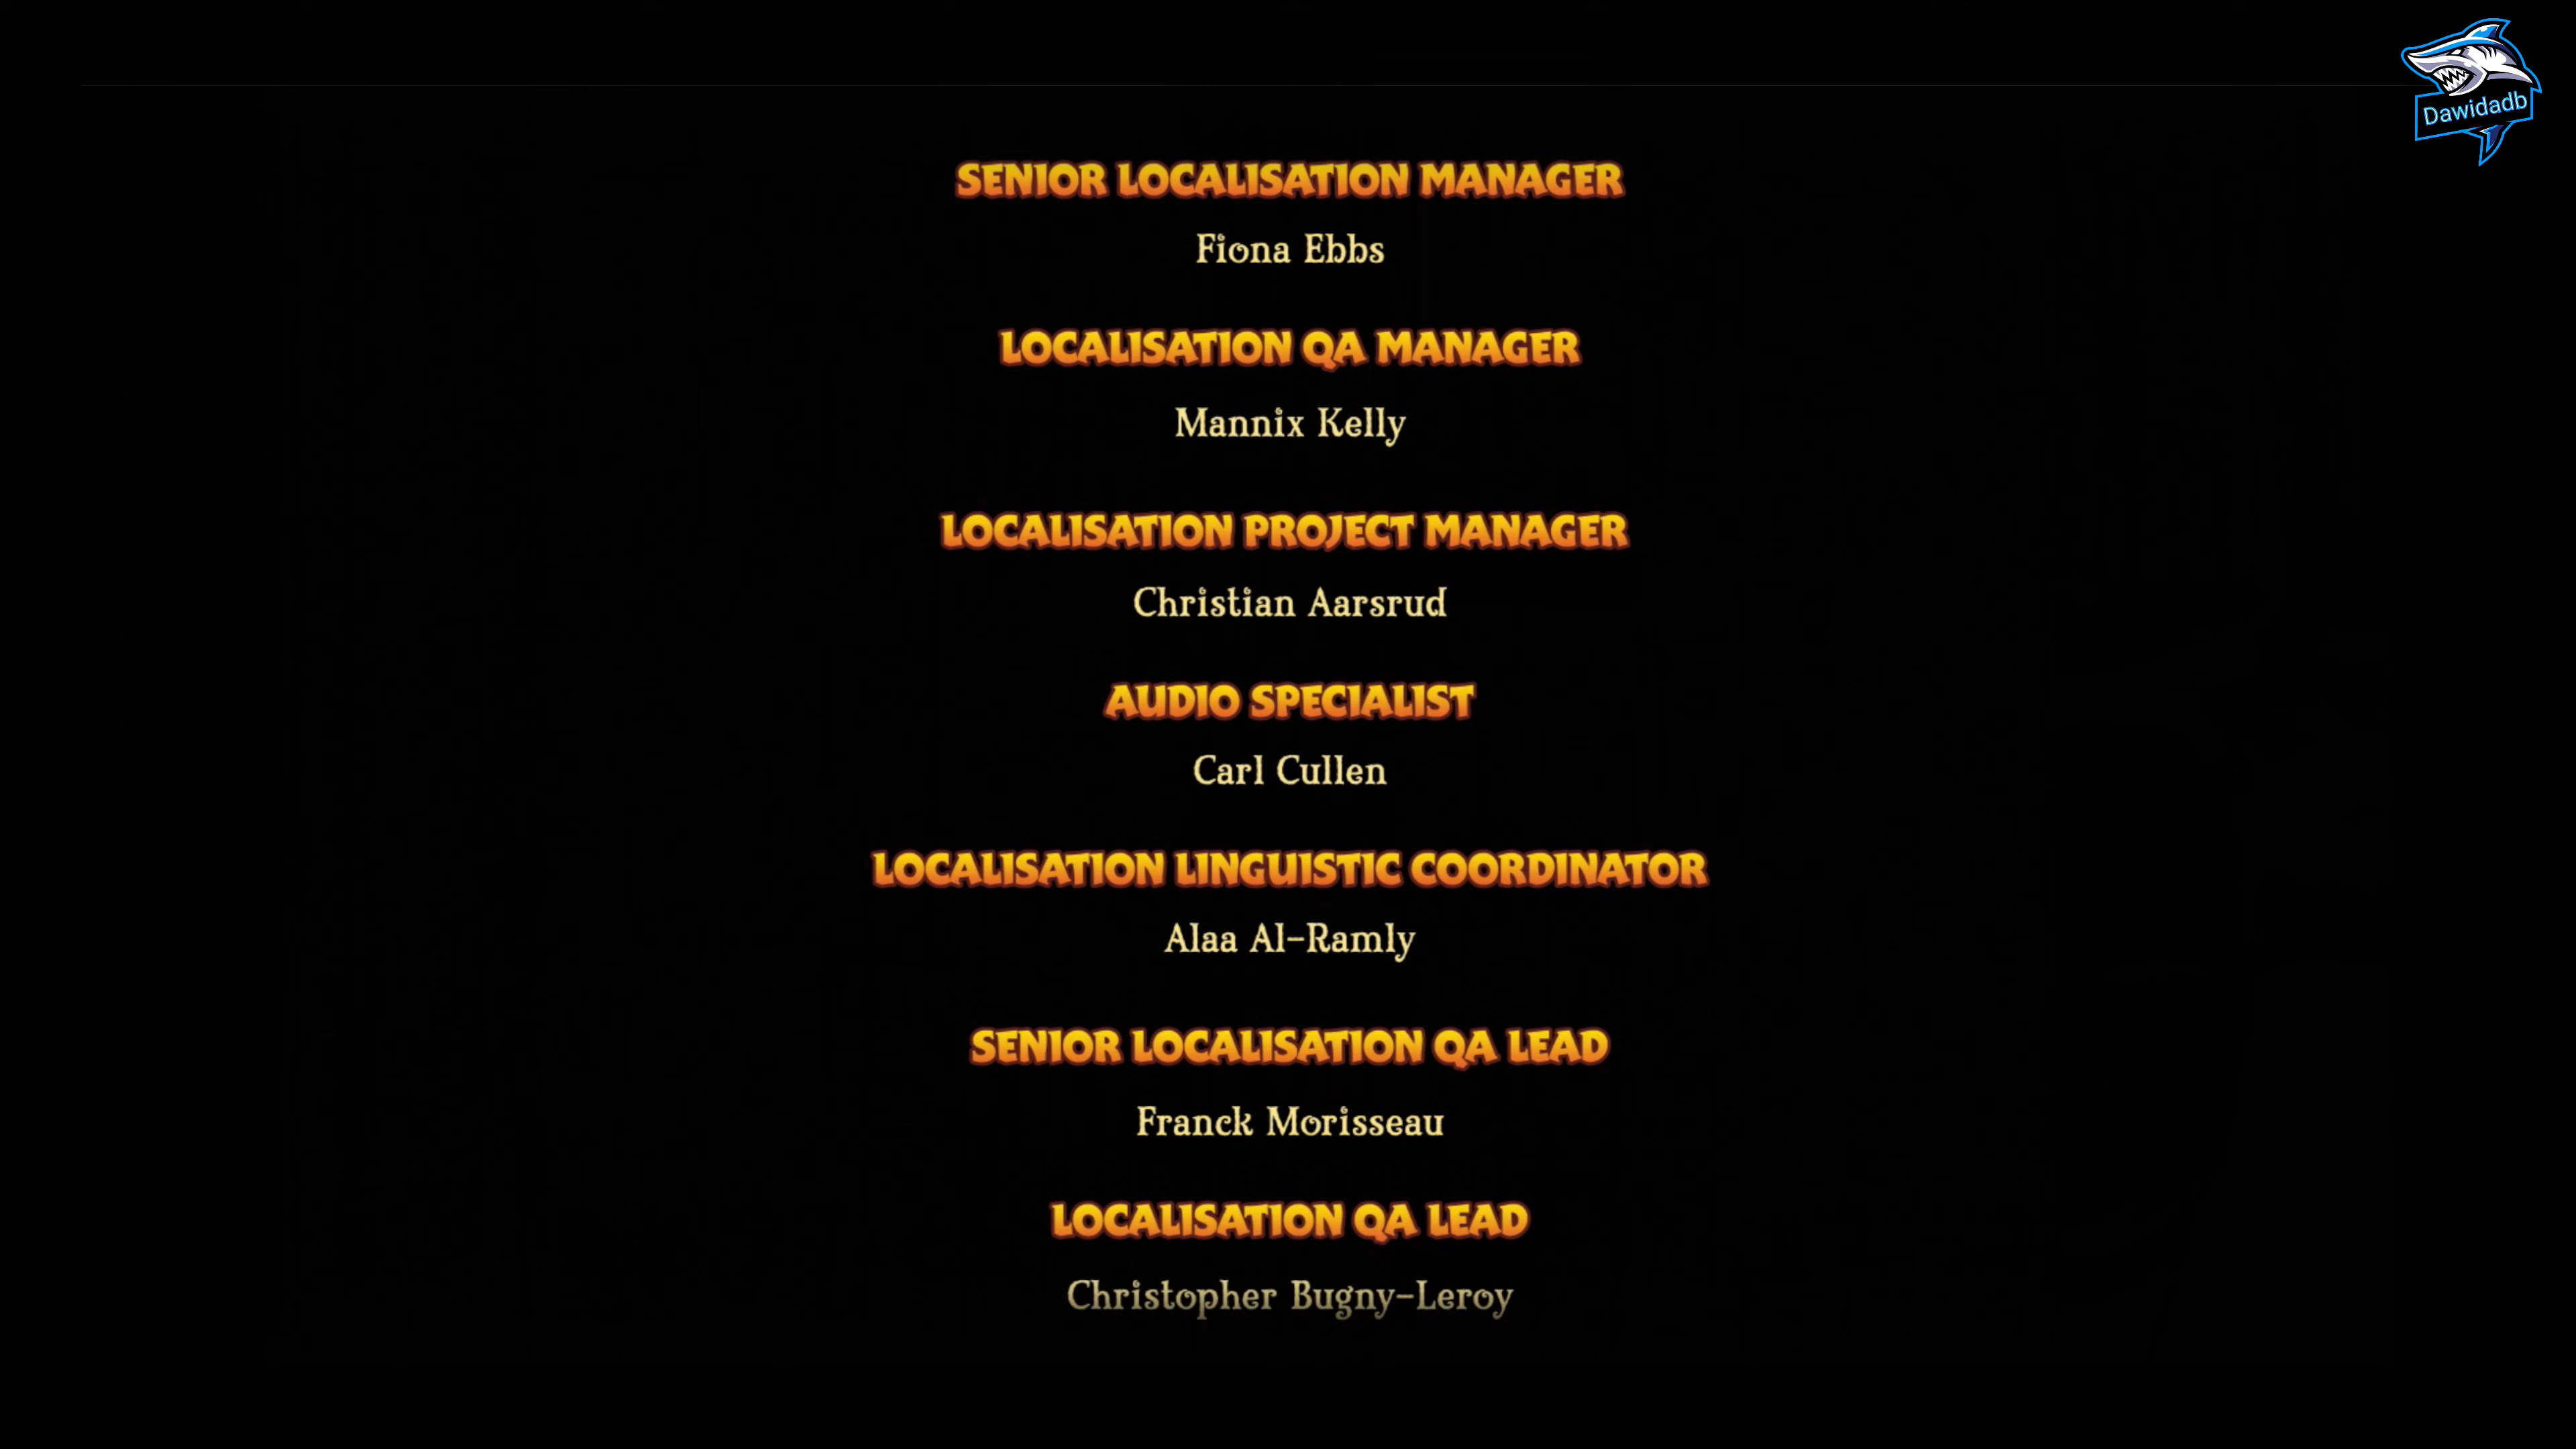 Dawidadb
SENIOR LOCALISATION MANAGER
Fiona Ebbs
LOCALISATION QA MANAGER
Mannix Kelly
LOCALISATION PROJECT MANAGER
Christian Aarsrud
AUDIO SPECIALIST
Carl Cullen
LOCALISATION LINGUISTIC COORDINATOR
Alaa Al-Ramly
SENIOR LOCALISATION QA LEAD
Franck Morisseau
LOCALISATION QA LEAD
Christopher Bugny-Leroy